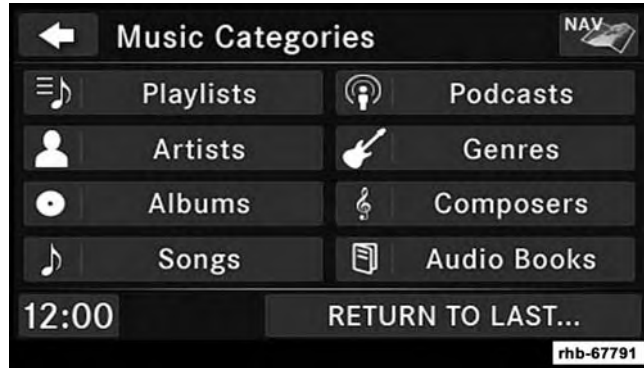 Music Categories
NAV
Playlists
Podcasts
Artists
Genres
Albums
Composers
Songs
Audio Books
12:00
RETURN TO LAST...
rhb-67791